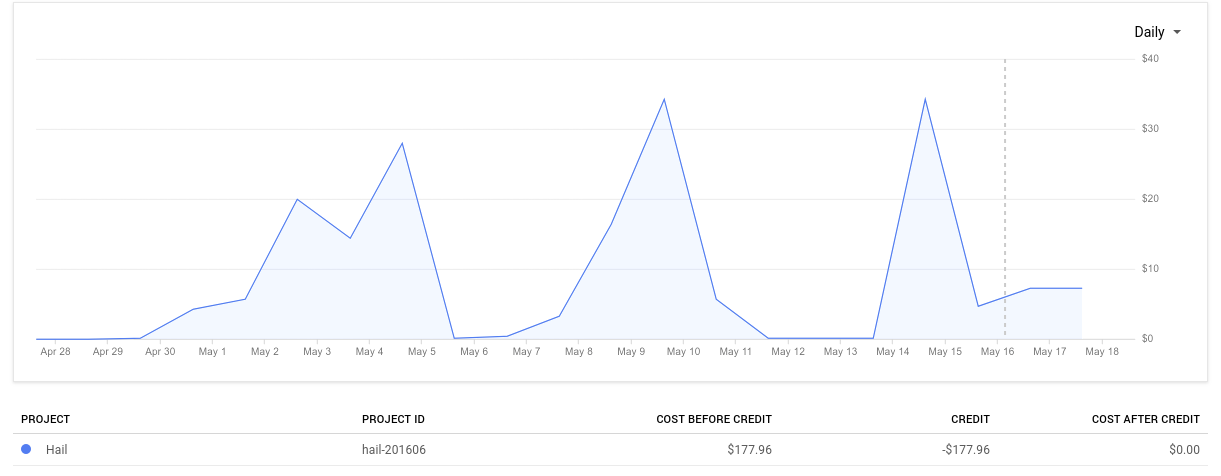 Daily
$40
$30
$20
$10
$0
Apr 28 Apr 29 Apr 30 May 1 May 2 May 3 May 4 May 5 May 6 May 7 May 8 May 9 May 10 May 11 May 12 May 13 May 14 May 15 May 16 May 17 May 18
PROJECT PROJECT ID COST BEFORE CREDIT CREDIT COST AFTER CREDIT
Hail hail-201606 $177.96 -$177.96 $0.00